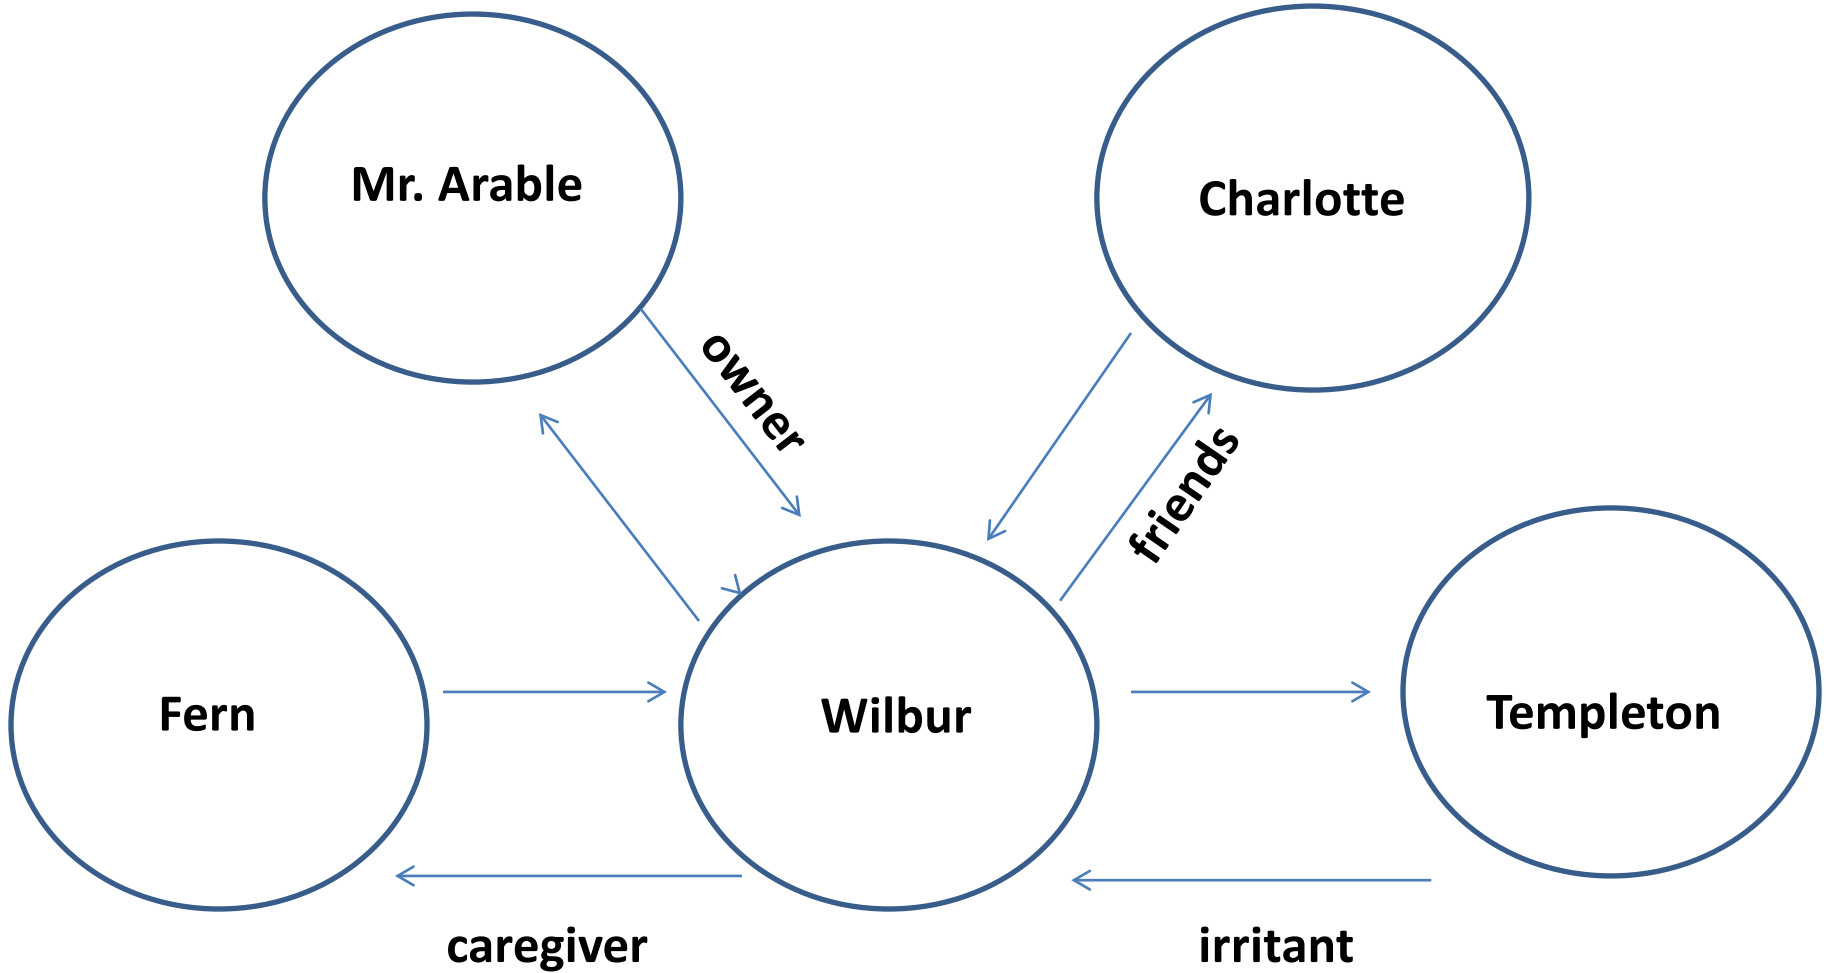 Mr. Arable
Charlotte
owner
friends
Fern
Wilbur
Templeton
caregiver
irritant